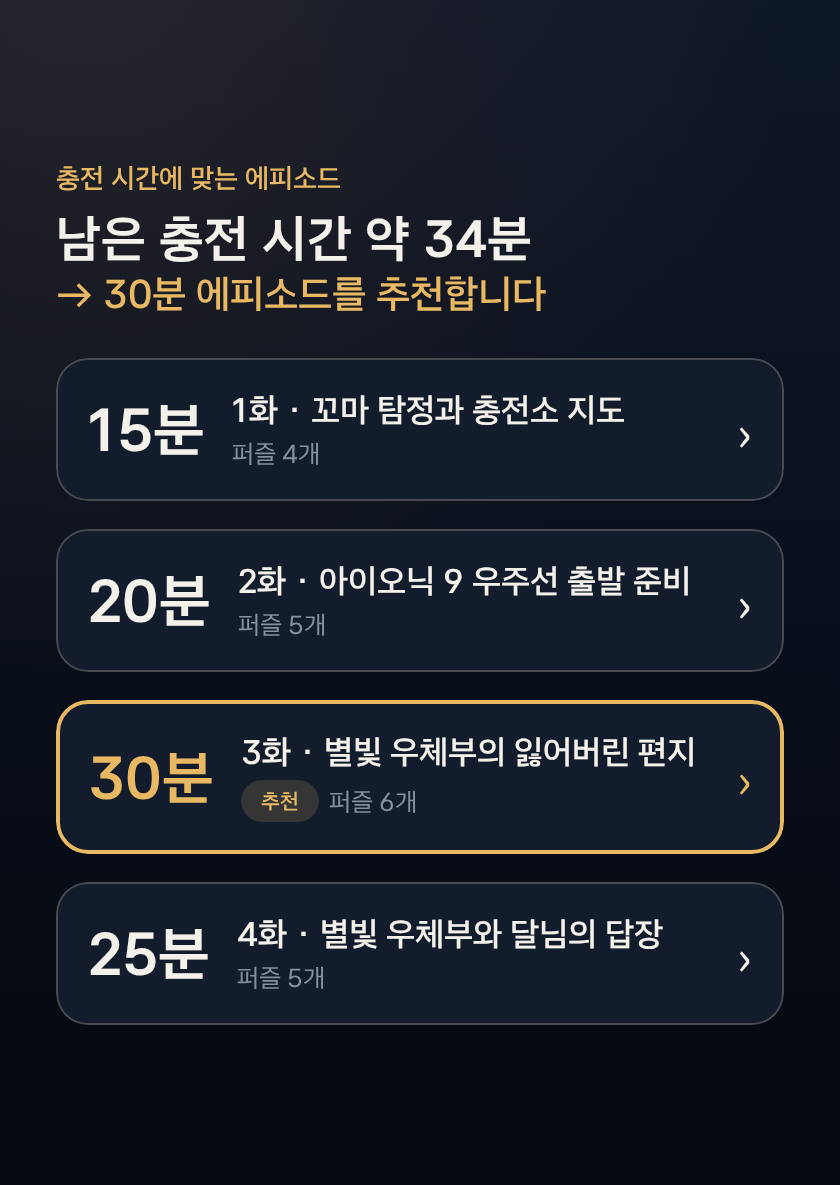 충전 시간에 맞는 에피소드
남은 충전 시간 약 34분
→ 30분 에피소드를 추천합니다
15분
1화 · 꼬마 탐정과 충전소 지도
퍼즐 4개
20분
2화 · 아이오닉 9 우주선 출발 준비
퍼즐 5개
30분
3화 · 별빛 우체부의 잃어버린 편지
추천 퍼즐 6개
25분
4화 · 별빛 우체부와 달님의 답장
퍼즐 5개